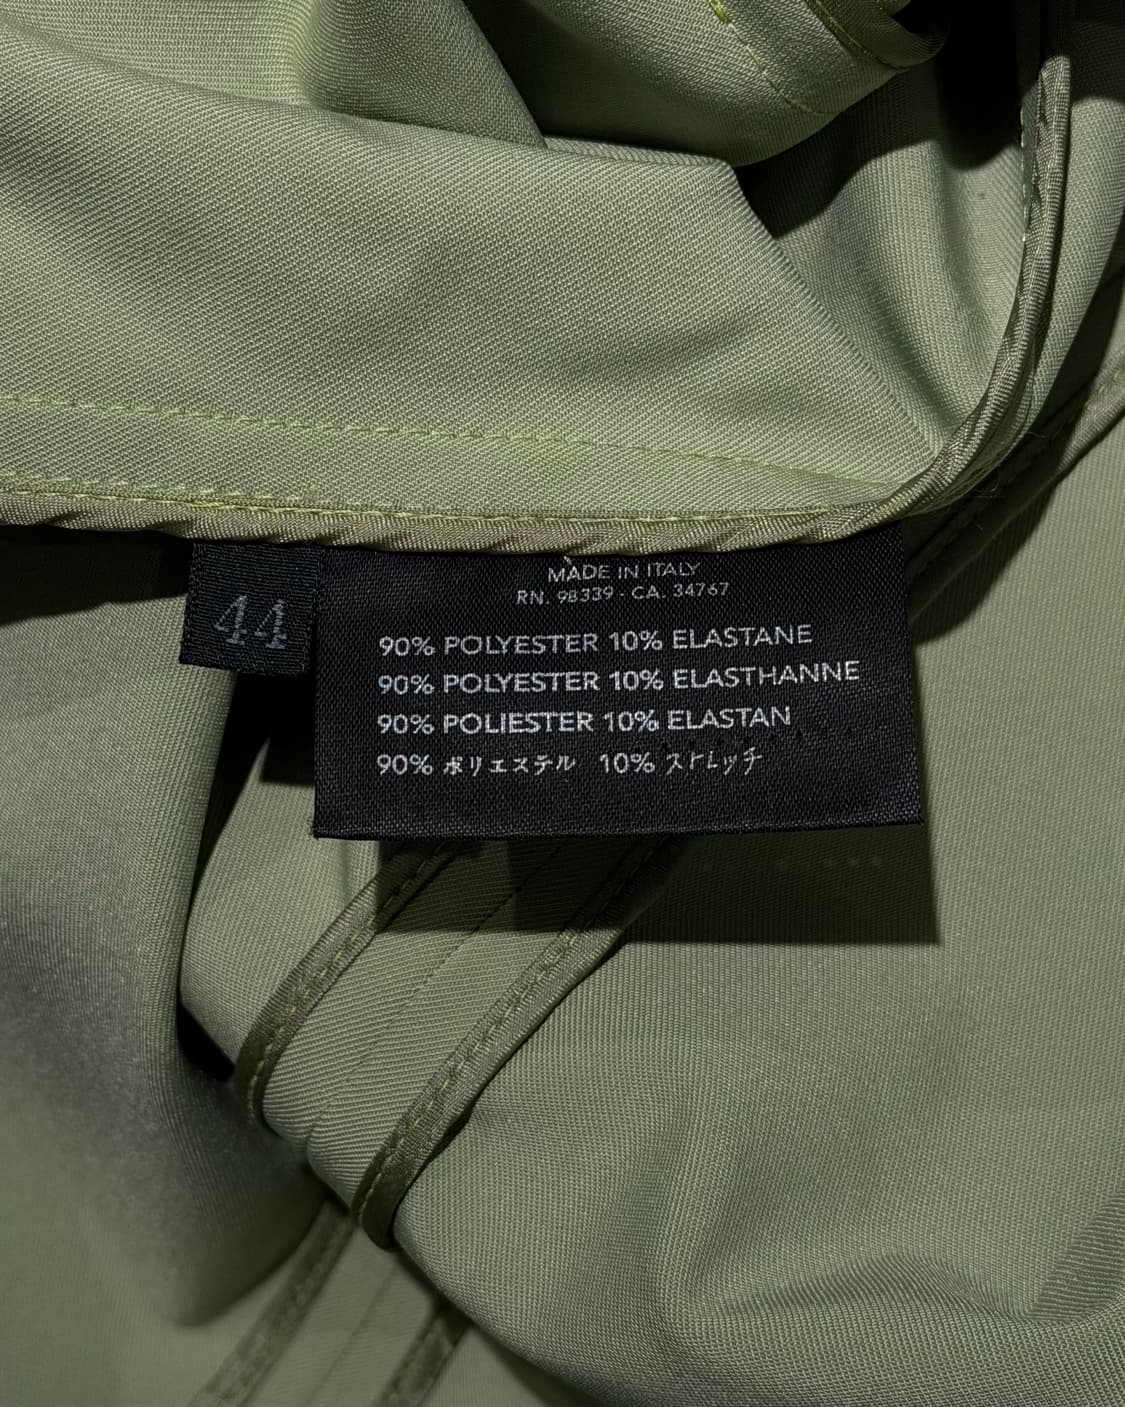 44
MADE IN ITALY
RN. 98339 - CA. 34767
90% POLYESTER 10% ELASTANE
90% POLYESTER 10% ELASTHANNE
90% POLIESTER 10% ELASTAN
90% ポリエステル 10% ストレッチ